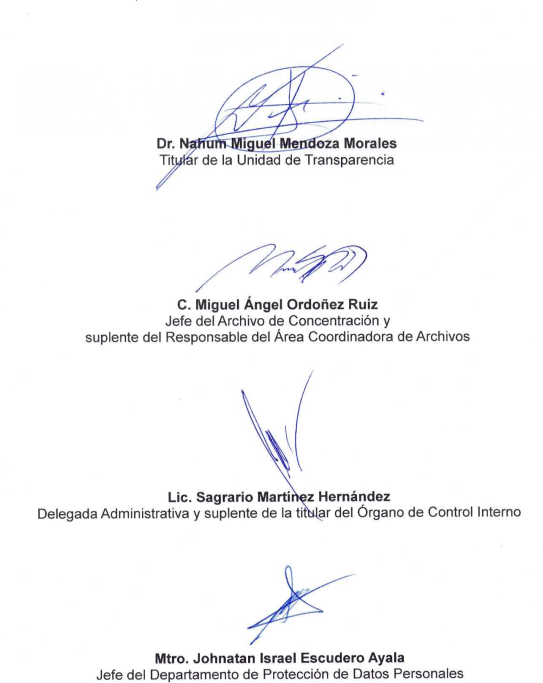 Dr. Nahum Miguel Mendoza Morales
Titular de la Unidad de Transparencia
C. Miguel Ángel Ordoñez Ruiz
Jefe del Archivo de Concentración y
suplente del Responsable del Área Coordinadora de Archivos
Lic. Sagrario Martínez Hernández
Delegada Administrativa y suplente de la titular del Órgano de Control Interno
Mtro. Johnatan Israel Escudero Ayala
Jefe del Departamento de Protección de Datos Personales